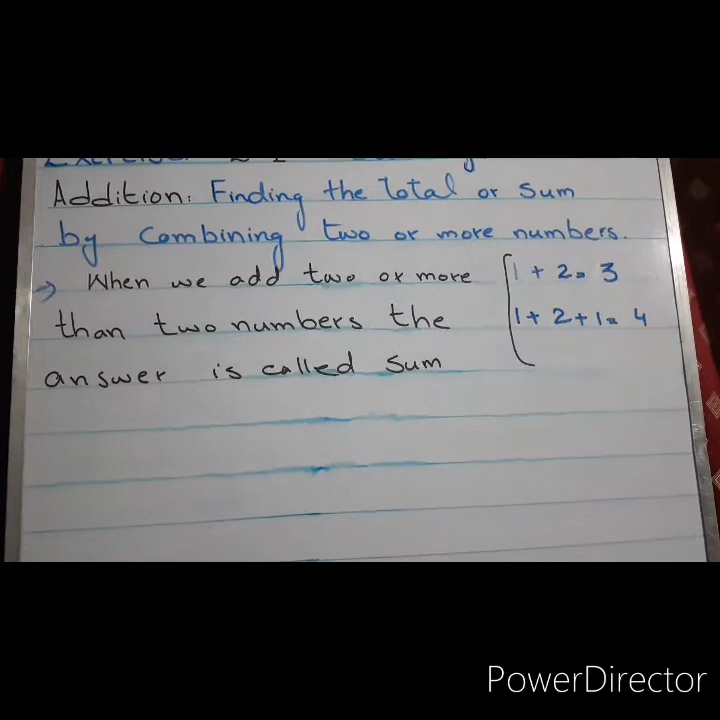 Addition: Finding the Total or Sum
by Combining two or more numbers.
→ When we add two or more
than two numbers the
answer is called Sum
1 + 2 = 3
1 + 2 + 1 = 4
PowerDirector